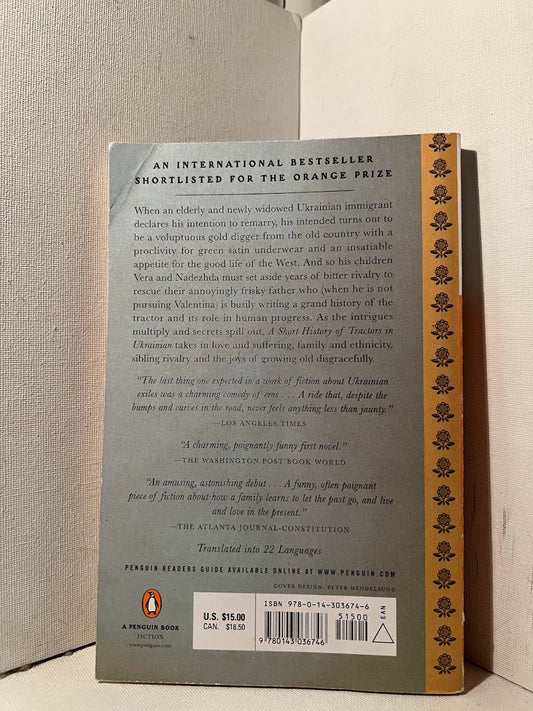 AN INTERNATIONAL BESTSELLER
SHORTLISTED FOR THE ORANGE PRIZE
When an elderly and newly widowed Ukrainian immigrant
declares his intention to remarry, his intended turns out to
be a voluptuous gold digger from the old country with a
proclivity for green satin underwear and an insatiable
appetite for the good life of the West. And so his children
Vera and Nadezhda must set aside years of bitter rivalry to
rescue their annoyingly frisky father who (when he is not
pursuing Valentina) is busily writing a grand history of the
tractor and its role in human progress. As the intrigues
multiply and secrets spill out, A Short History of Tractors in
Ukrainian takes in love and suffering, family and ethnicity,
sibling rivalry and the joys of growing old disgracefully.
“The last thing one expected in a work of fiction about Ukrainian
exiles was a charming comedy of eros . . . A ride that, despite the
bumps and curves in the road, never feels anything less than jaunty.”
—LOS ANGELES TIMES
“A charming, poignantly funny first novel.”
—THE WASHINGTON POST BOOK WORLD
“An amusing, astonishing debut . . . A funny, often poignant
piece of fiction about how a family learns to let the past go, and live
and love in the present.”
—THE ATLANTA JOURNAL-CONSTITUTION
Translated into 22 Languages
PENGUIN READERS GUIDE AVAILABLE ONLINE AT WWW.PENGUIN.COM
COVER DESIGN: PETER MENDELSUND
A PENGUIN BOOK
FICTION
www.penguin.com
U.S. $15.00
CAN. $18.50
ISBN 978-0-14-303674-6
51500
9 780143 036746
EAN